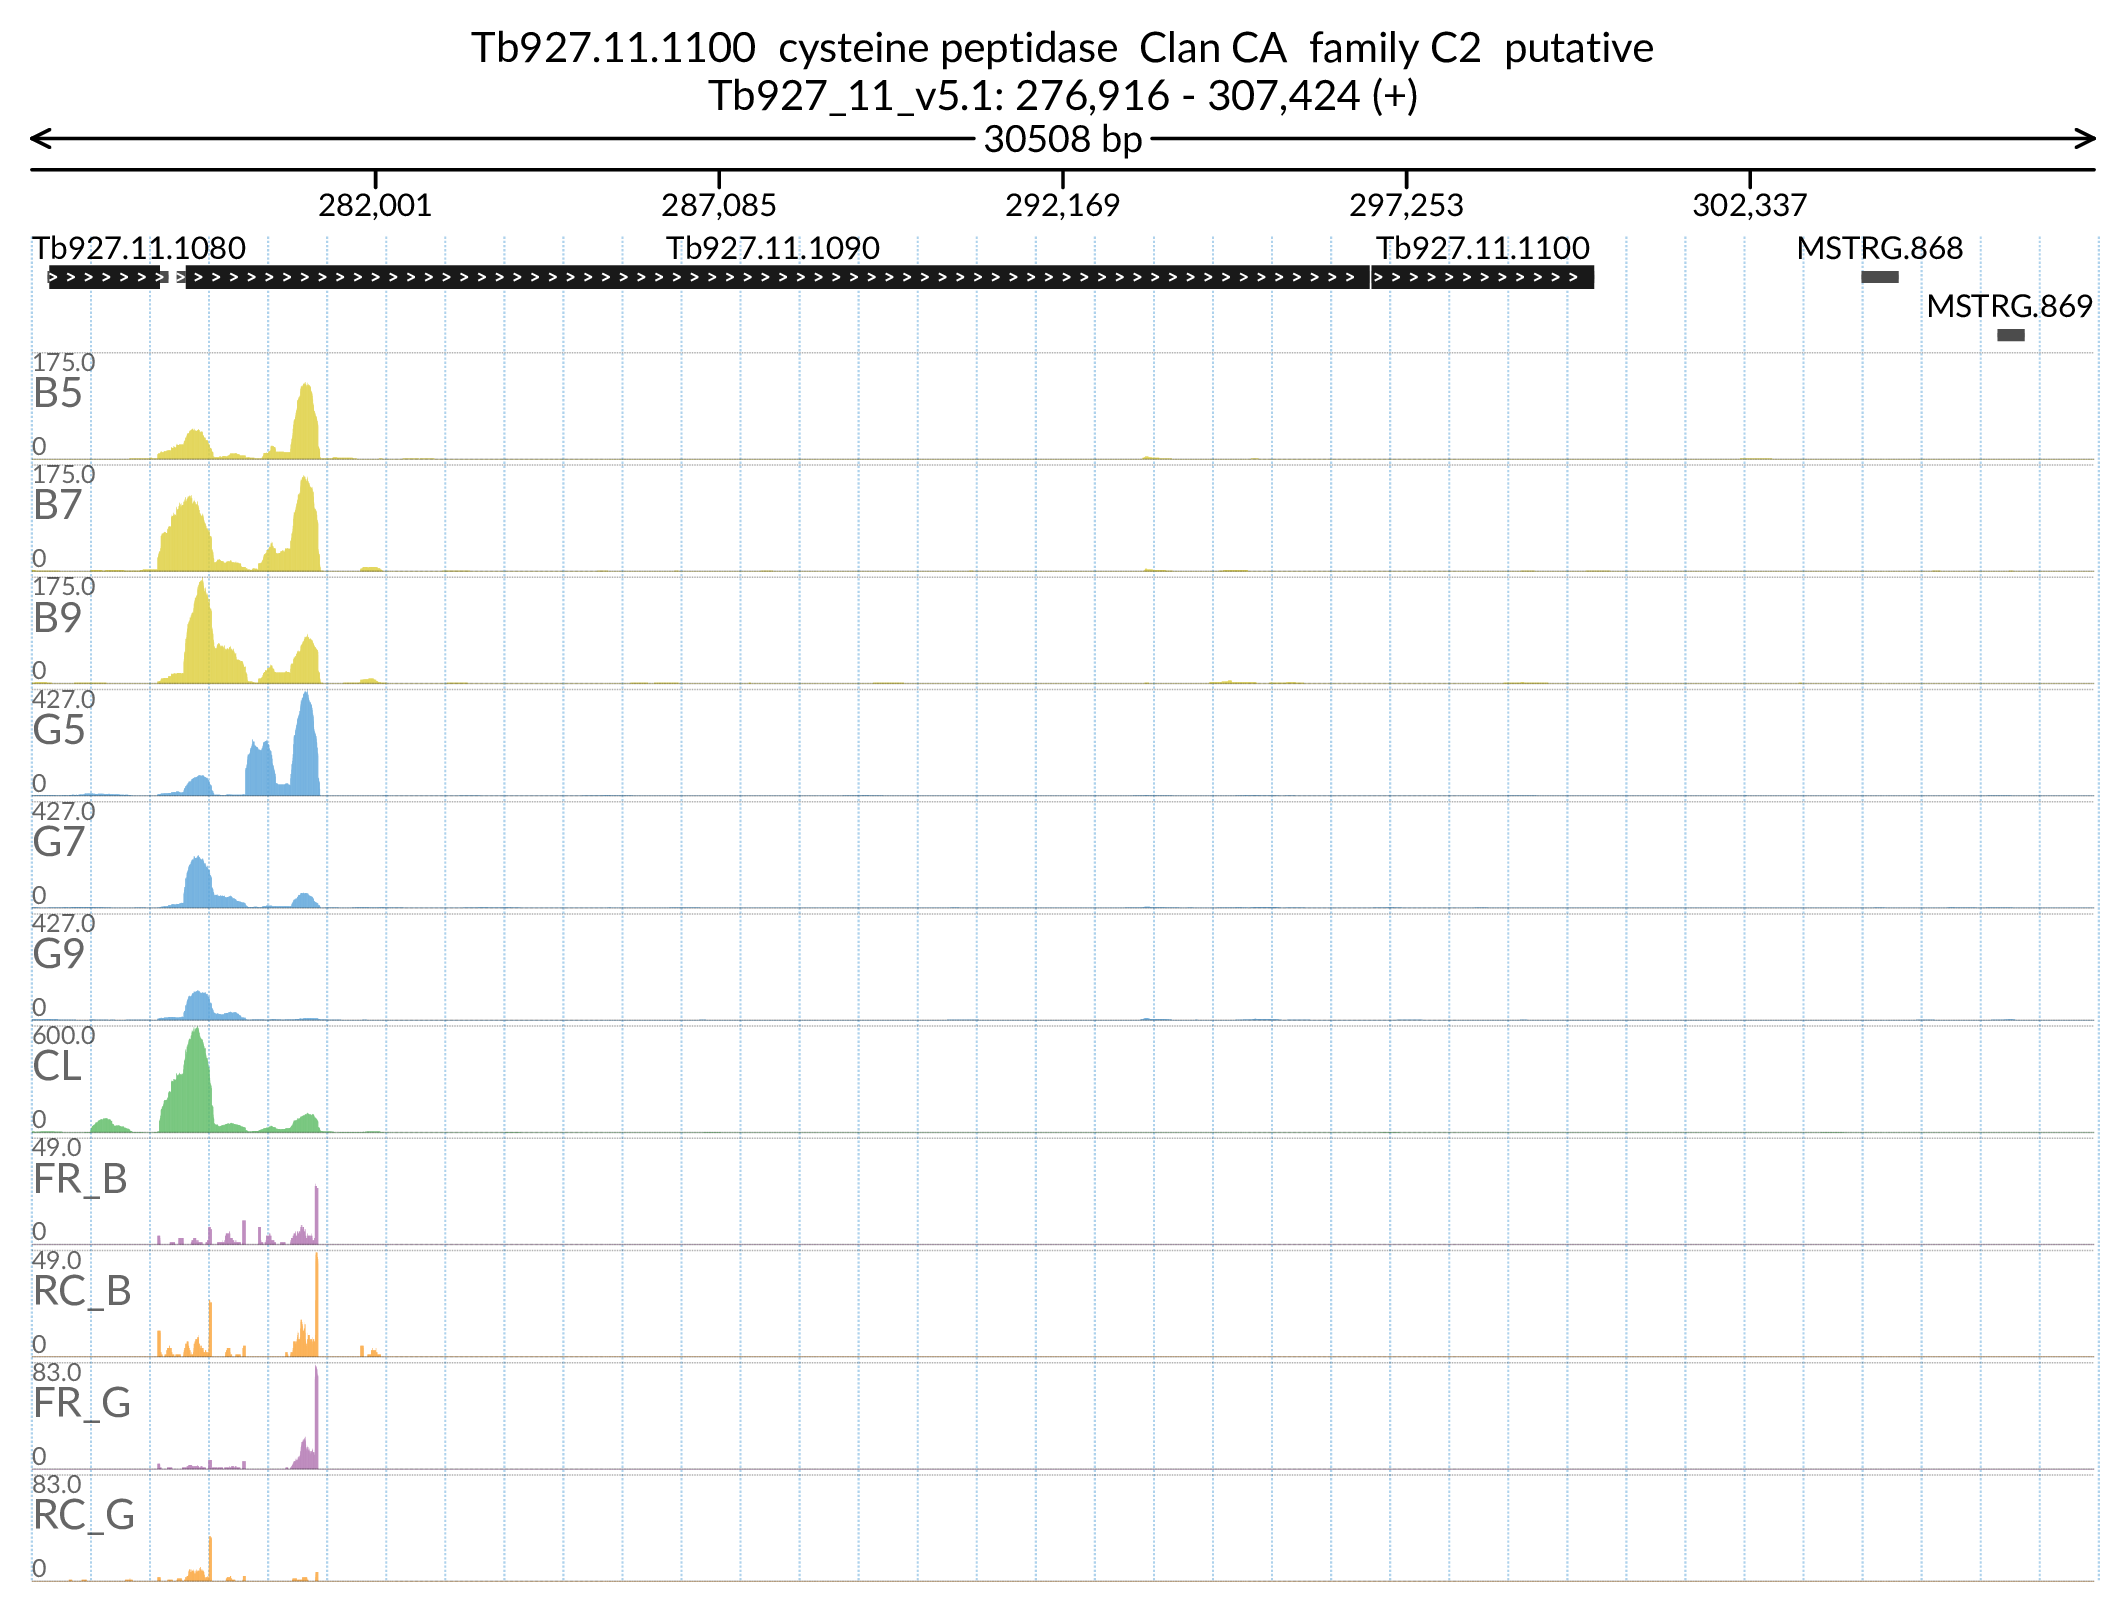 Tb927.11.1100  cysteine peptidase  Clan CA  family C2  putative
Tb927_11_v5.1: 276,916 - 307,424 (+)
30508 bp
282,001 287,085 292,169 297,253 302,337
Tb927.11.1080 Tb927.11.1090 Tb927.11.1100 MSTRG.868
MSTRG.869
175.0
B5
0
175.0
B7
0
175.0
B9
0
427.0
G5
0
427.0
G7
0
427.0
G9
0
600.0
CL
0
49.0
FR_B
0
49.0
RC_B
0
83.0
FR_G
0
83.0
RC_G
0